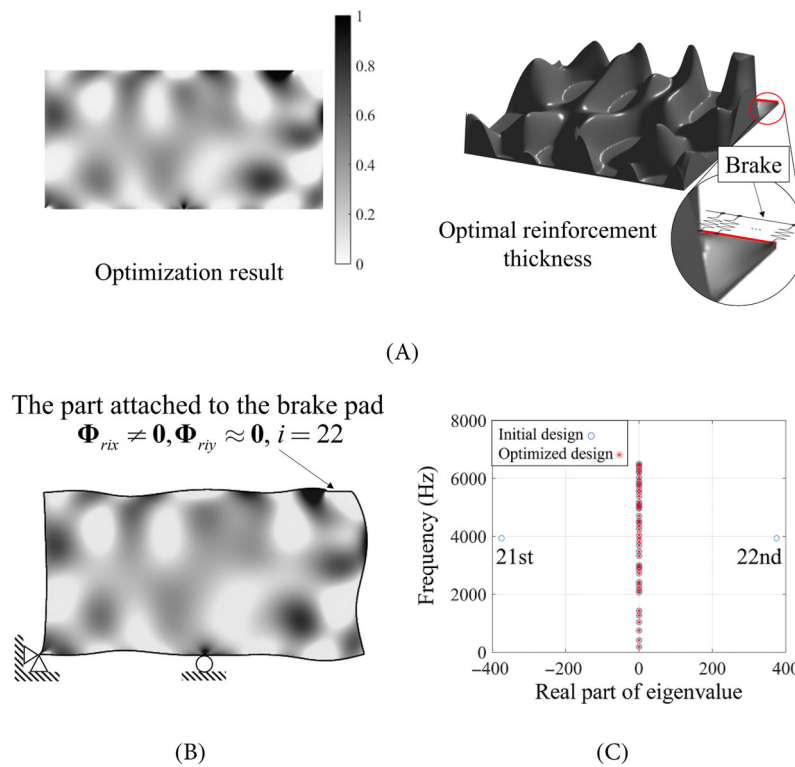 1
0.8
0.6
0.4
0.2
0
Optimization result
Brake
...
Optimal reinforcement
thickness
(A)
The part attached to the brake pad
Φrix ≠ 0, Φriy ≈ 0, i = 22
(B)
8000
6000
4000
2000
0
Frequency (Hz)
Initial design
Optimized design
21st
22nd
−400
−200
0
200
400
Real part of eigenvalue
(C)